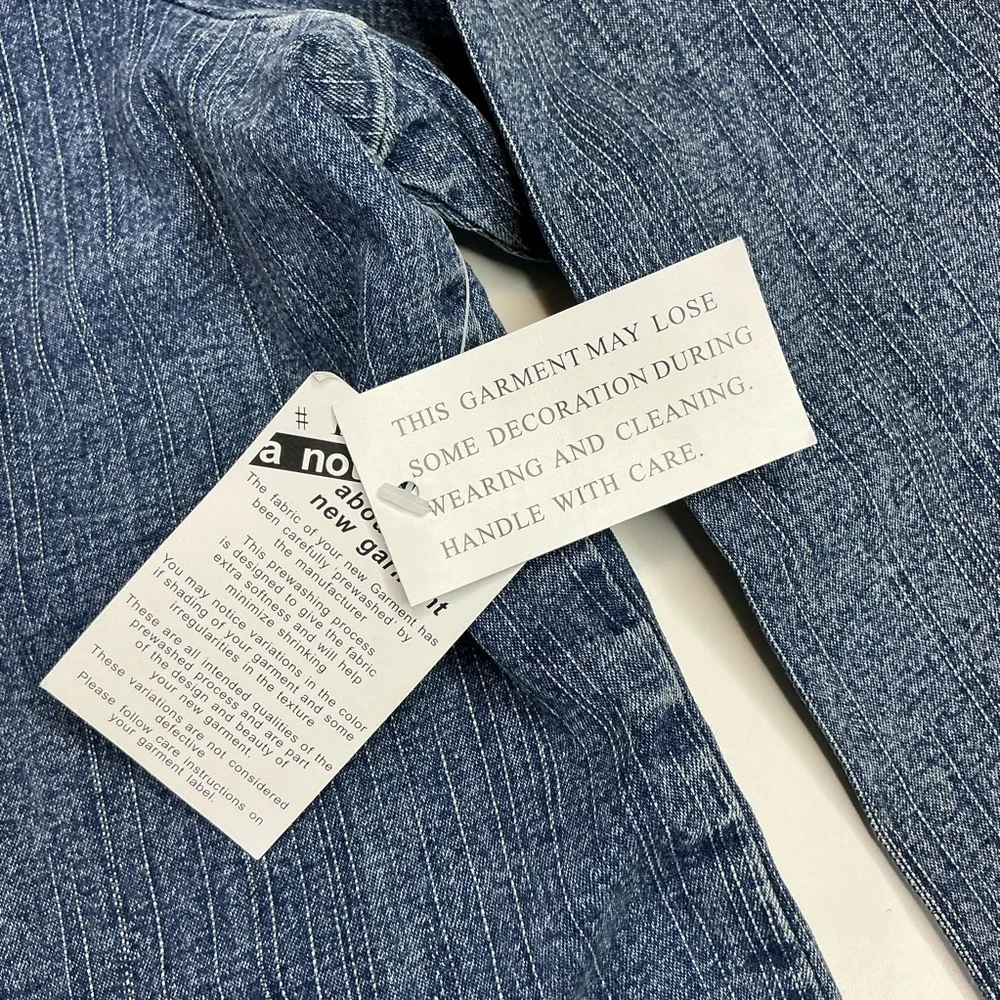 THIS GARMENT MAY LOSE
SOME DECORATION DURING
WEARING AND CLEANING.
HANDLE WITH CARE.
#
a
new
The fabric of your new Garment has
been carefully prewashed by
the manufacturer
This prewashing process
is designed to give the fabric
extra softness and will help
minimize shrinking
You may notice variations in the color
if shading of your garment and some
irregularities in the texture
These are all intended qualities of the
prewashed process and are part
of the design and beauty of
your new garment
These variations are not considered
defective
Please follow care instructions on
your garment label.